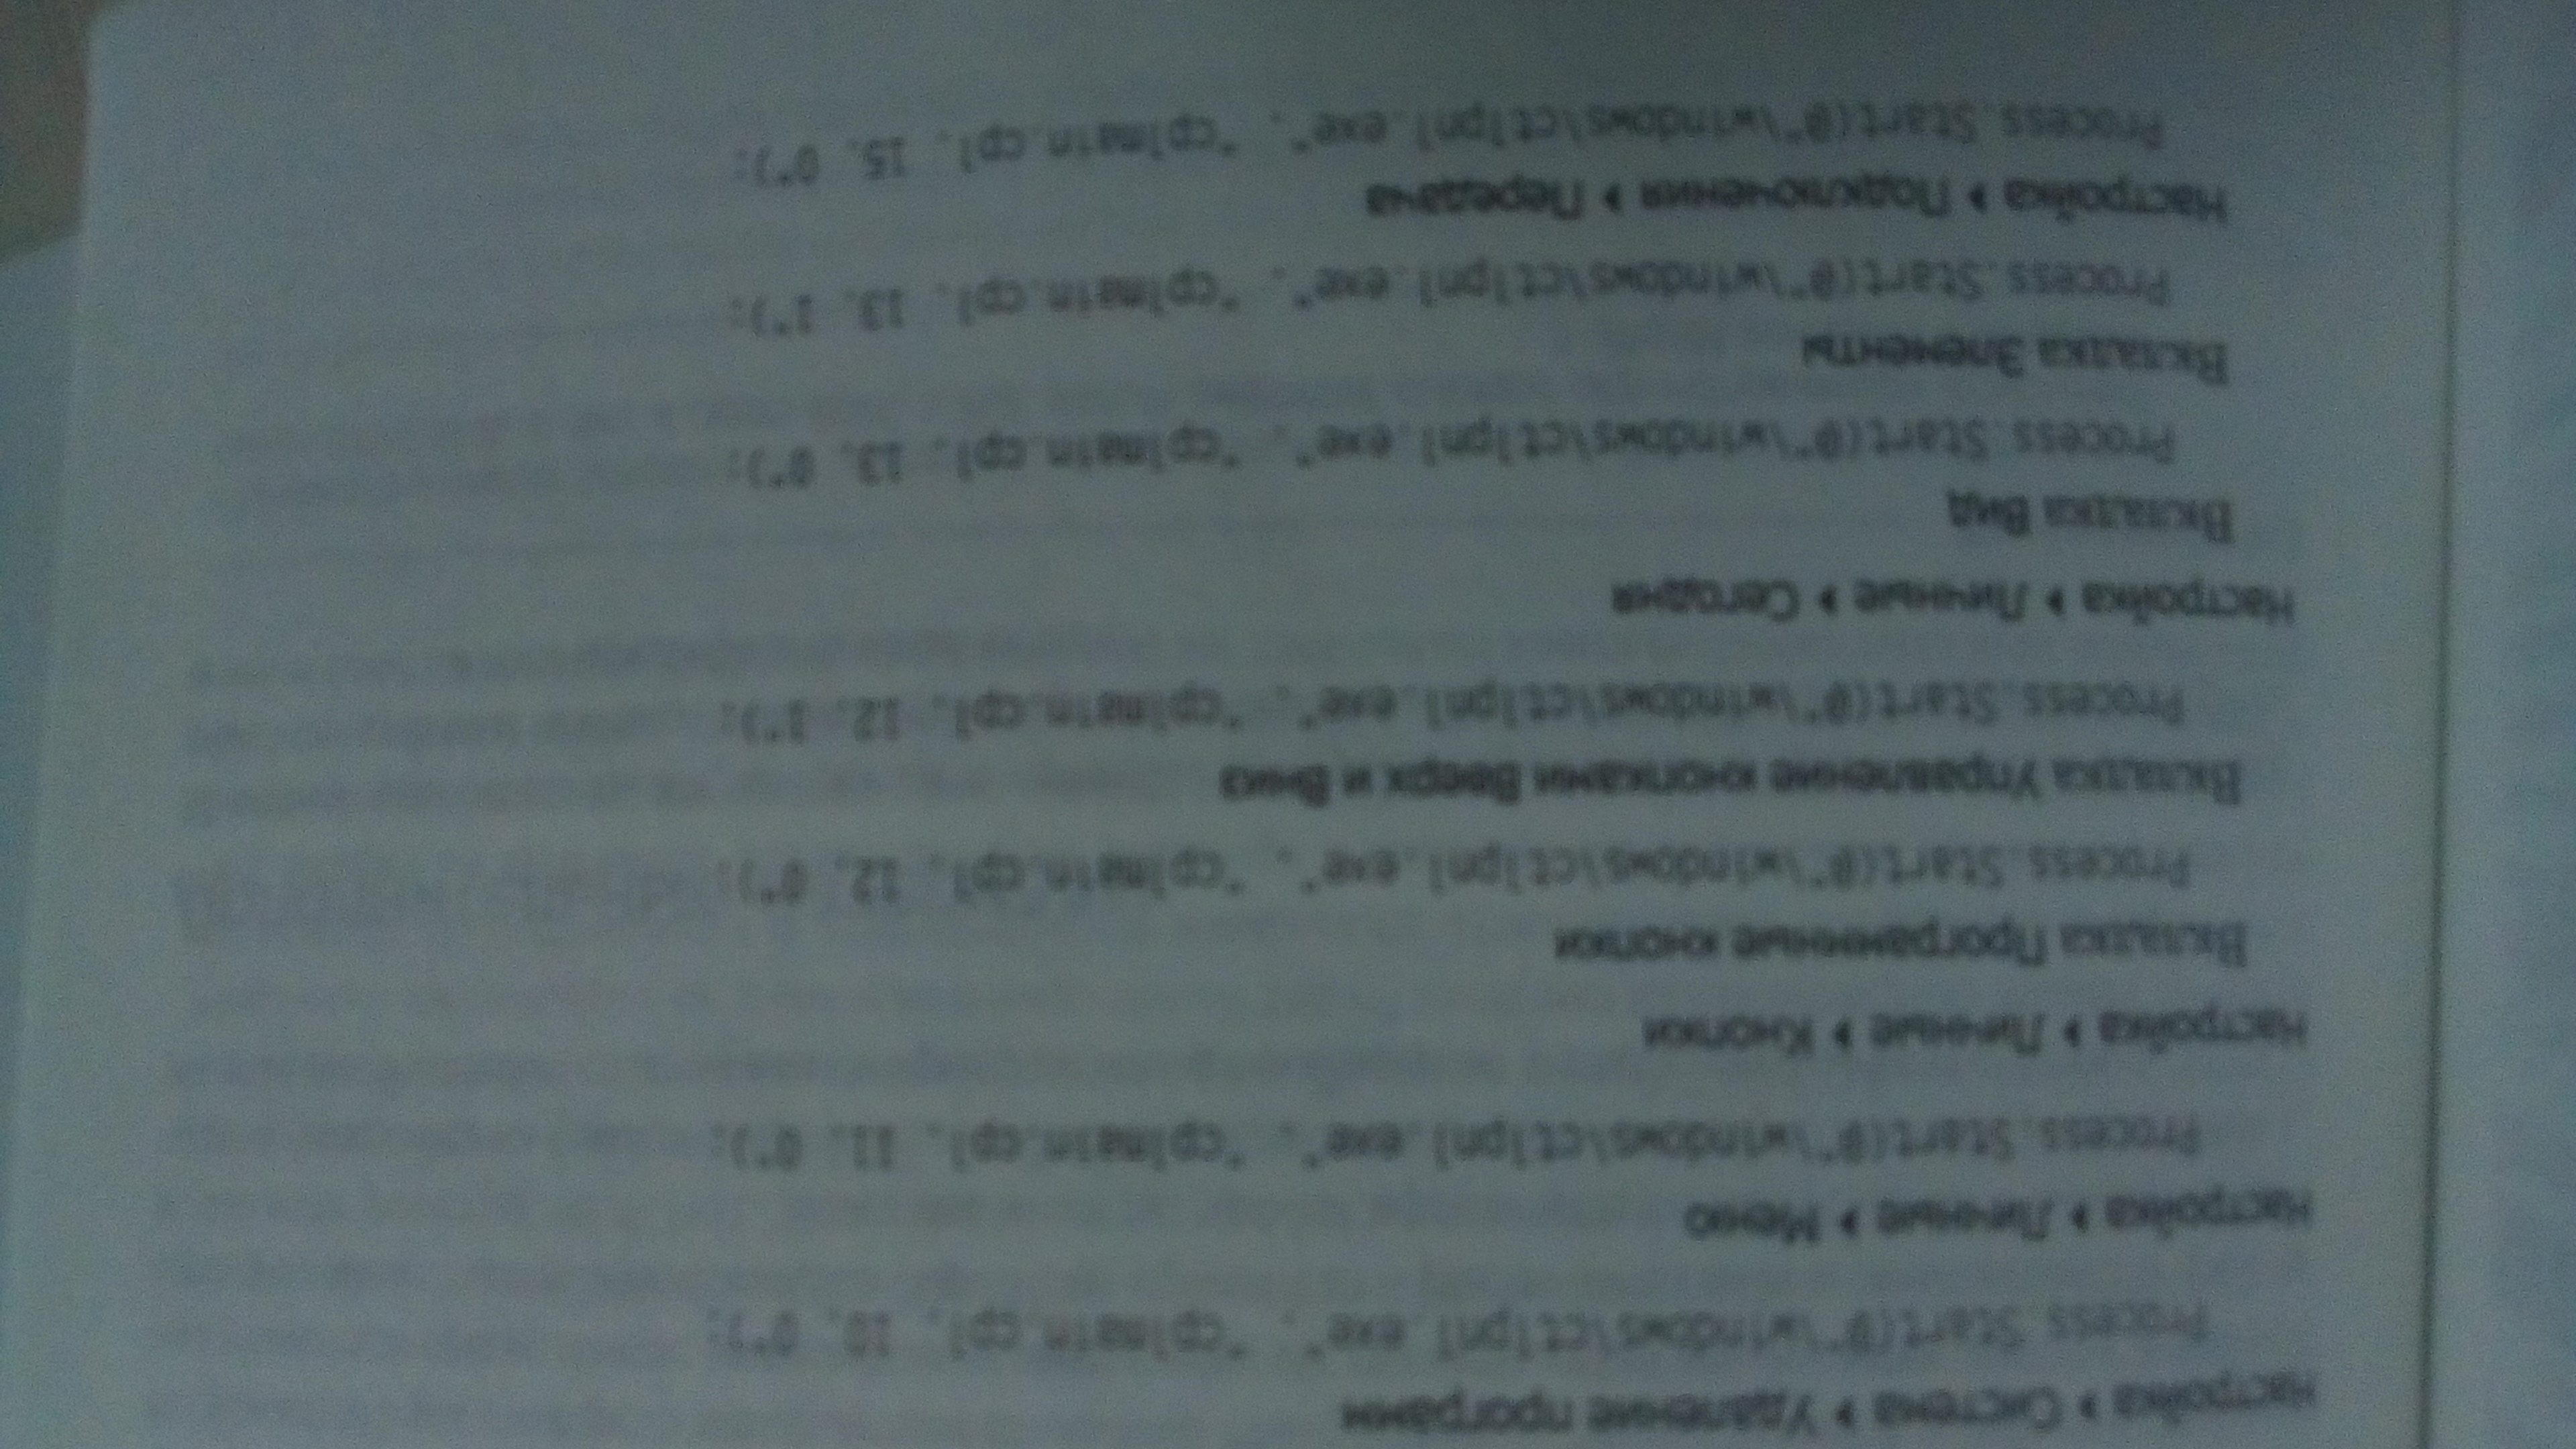 Настройка ▸ Система ▸ Удаление программ
Process.Start(@"\windows\ctlpnl.exe", "cplmain.cpl, 10, 0");
Настройка ▸ Личные ▸ Меню
Process.Start(@"\windows\ctlpnl.exe", "cplmain.cpl, 11, 0");
Настройка ▸ Личные ▸ Кнопки
Вкладка Программные кнопки
Process.Start(@"\windows\ctlpnl.exe", "cplmain.cpl, 12, 0");
Вкладка Управление кнопками Вверх и Вниз
Process.Start(@"\windows\ctlpnl.exe", "cplmain.cpl, 12, 1");
Настройка ▸ Личные ▸ Сегодня
Вкладка Вид
Process.Start(@"\windows\ctlpnl.exe", "cplmain.cpl, 13, 0");
Вкладка Элементы
Process.Start(@"\windows\ctlpnl.exe", "cplmain.cpl, 13, 1");
Настройка ▸ Подключения ▸ Передача
Process.Start(@"\windows\ctlpnl.exe", "cplmain.cpl, 15, 0");